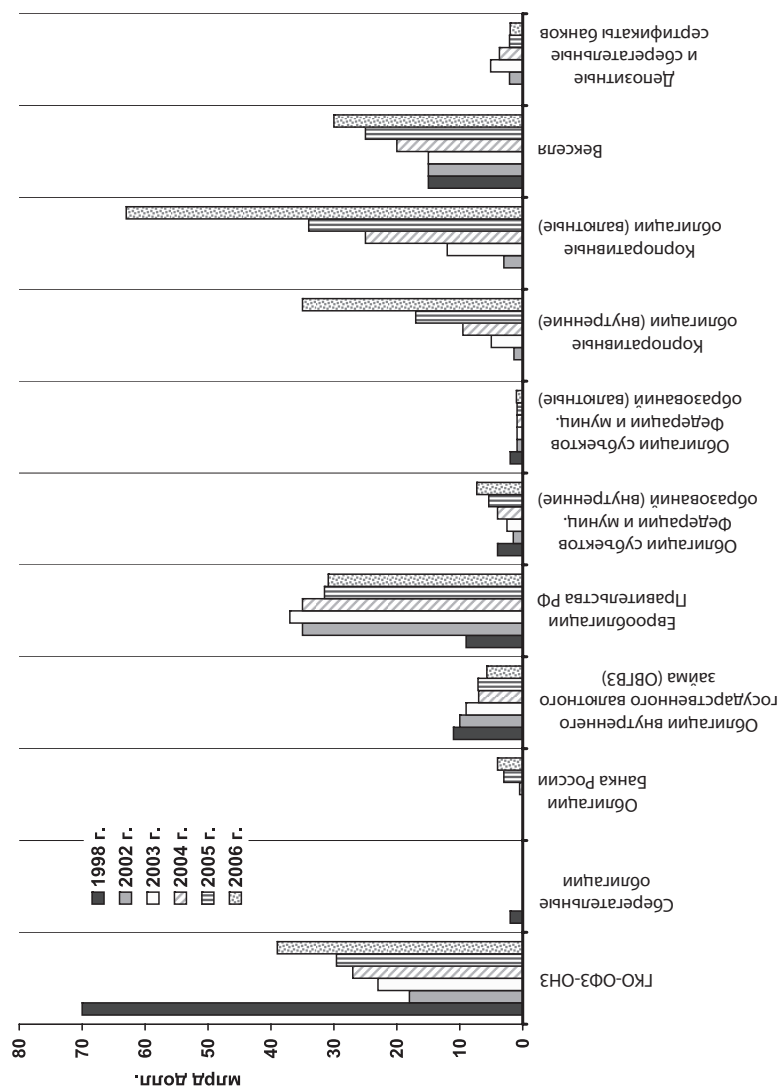 млрд долл.
80
70
60
50
40
30
20
10
0
1998 г.
2002 г.
2003 г.
2004 г.
2005 г.
2006 г.
ГКО-ОФЗ-ОНЗ
Сберегательные
облигации
Облигации
Банка России
Облигации внутреннего
государственного валютного
займа (ОВГВЗ)
Еврооблигации
Правительства РФ
Облигации субъектов
Федерации и муниц.
образований (внутренние)
Облигации субъектов
Федерации и муниц.
образований (валютные)
Корпоративные
облигации (внутренние)
Корпоративные
облигации (валютные)
Векселя
Депозитные
и сберегательные
сертификаты банков